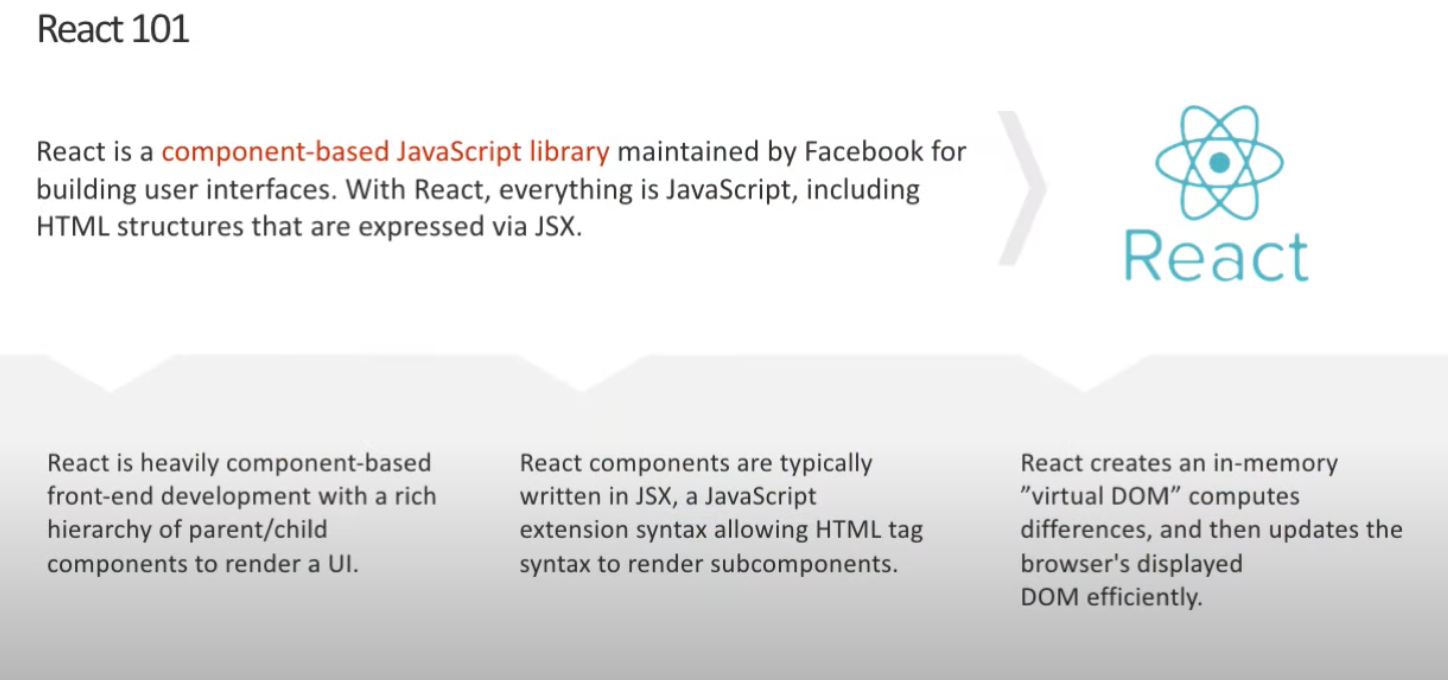 React 101
React is a component-based JavaScript library maintained by Facebook for
building user interfaces. With React, everything is JavaScript, including
HTML structures that are expressed via JSX.
React
React is heavily component-based
front-end development with a rich
hierarchy of parent/child
components to render a UI.
React components are typically
written in JSX, a JavaScript
extension syntax allowing HTML tag
syntax to render subcomponents.
React creates an in-memory
”virtual DOM” computes
differences, and then updates the
browser's displayed
DOM efficiently.